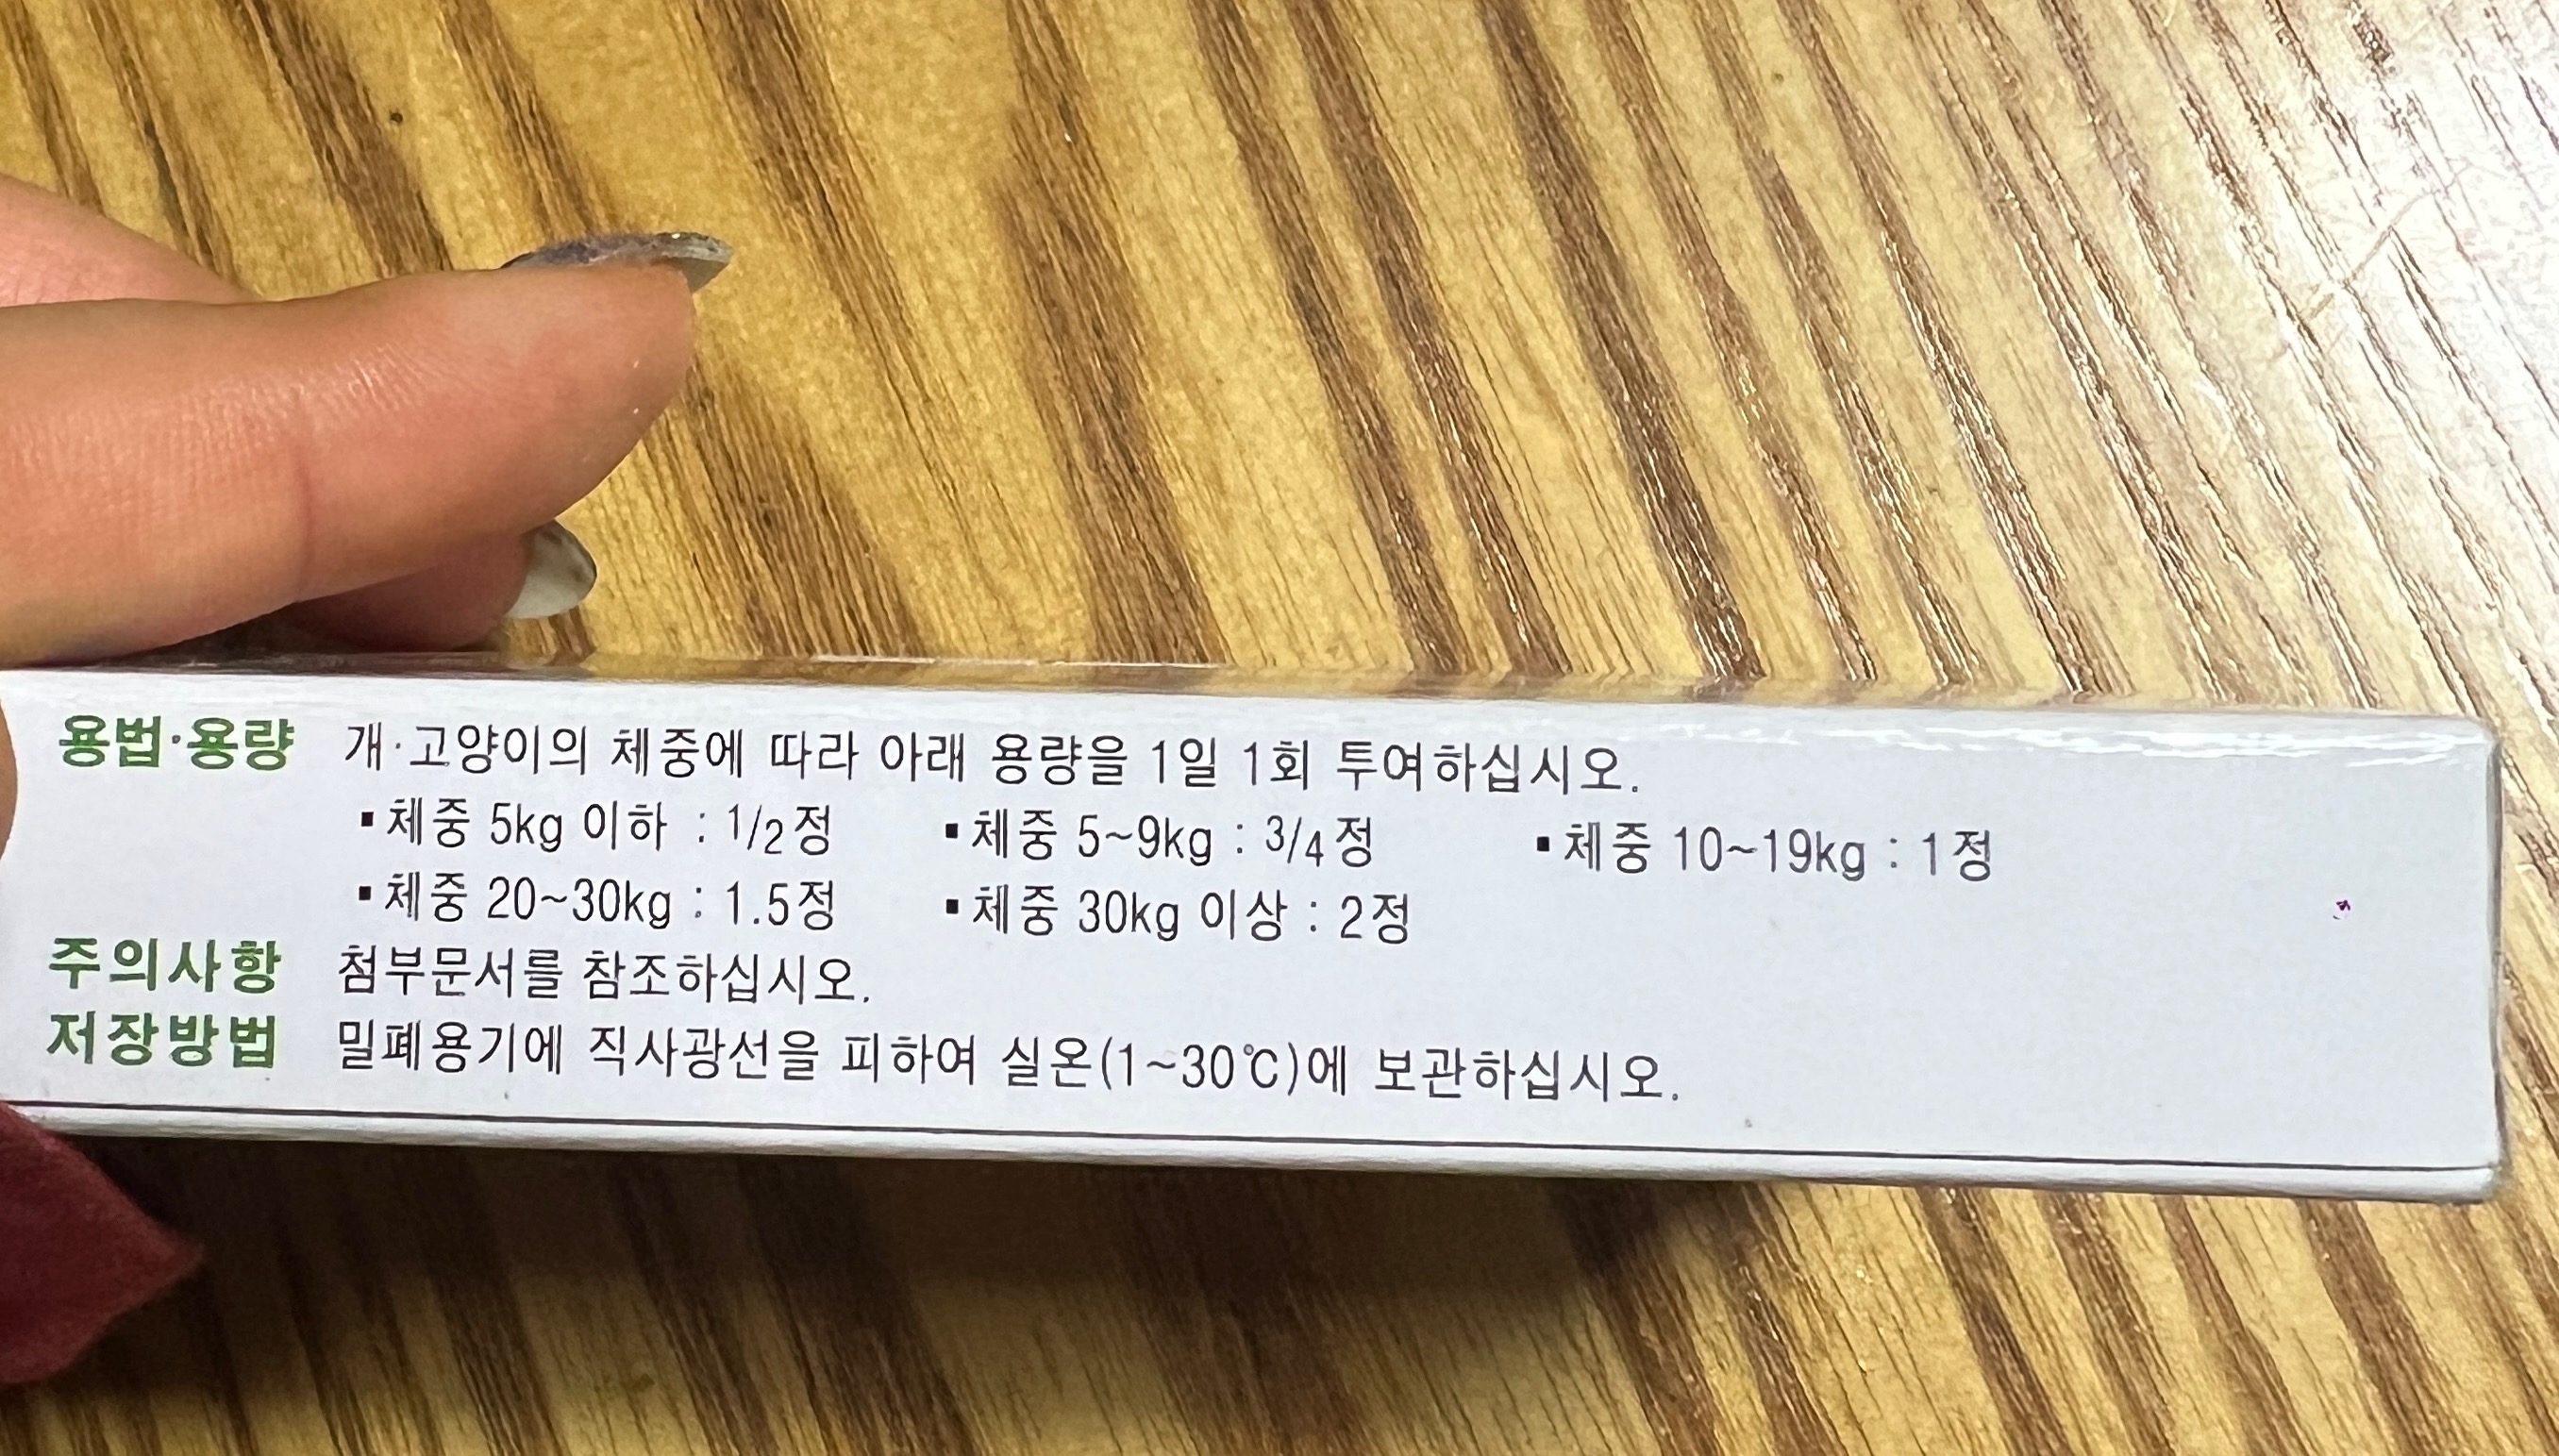 용법·용량 개·고양이의 체중에 따라 아래 용량을 1일 1회 투여하십시오.
▪체중 5kg 이하 : 1/2정 ▪체중 5~9kg : 3/4정 ▪체중 10~19kg : 1정
▪체중 20~30kg : 1.5정 ▪체중 30kg 이상 : 2정
주의사항 첨부문서를 참조하십시오.
저장방법 밀폐용기에 직사광선을 피하여 실온(1~30℃)에 보관하십시오.